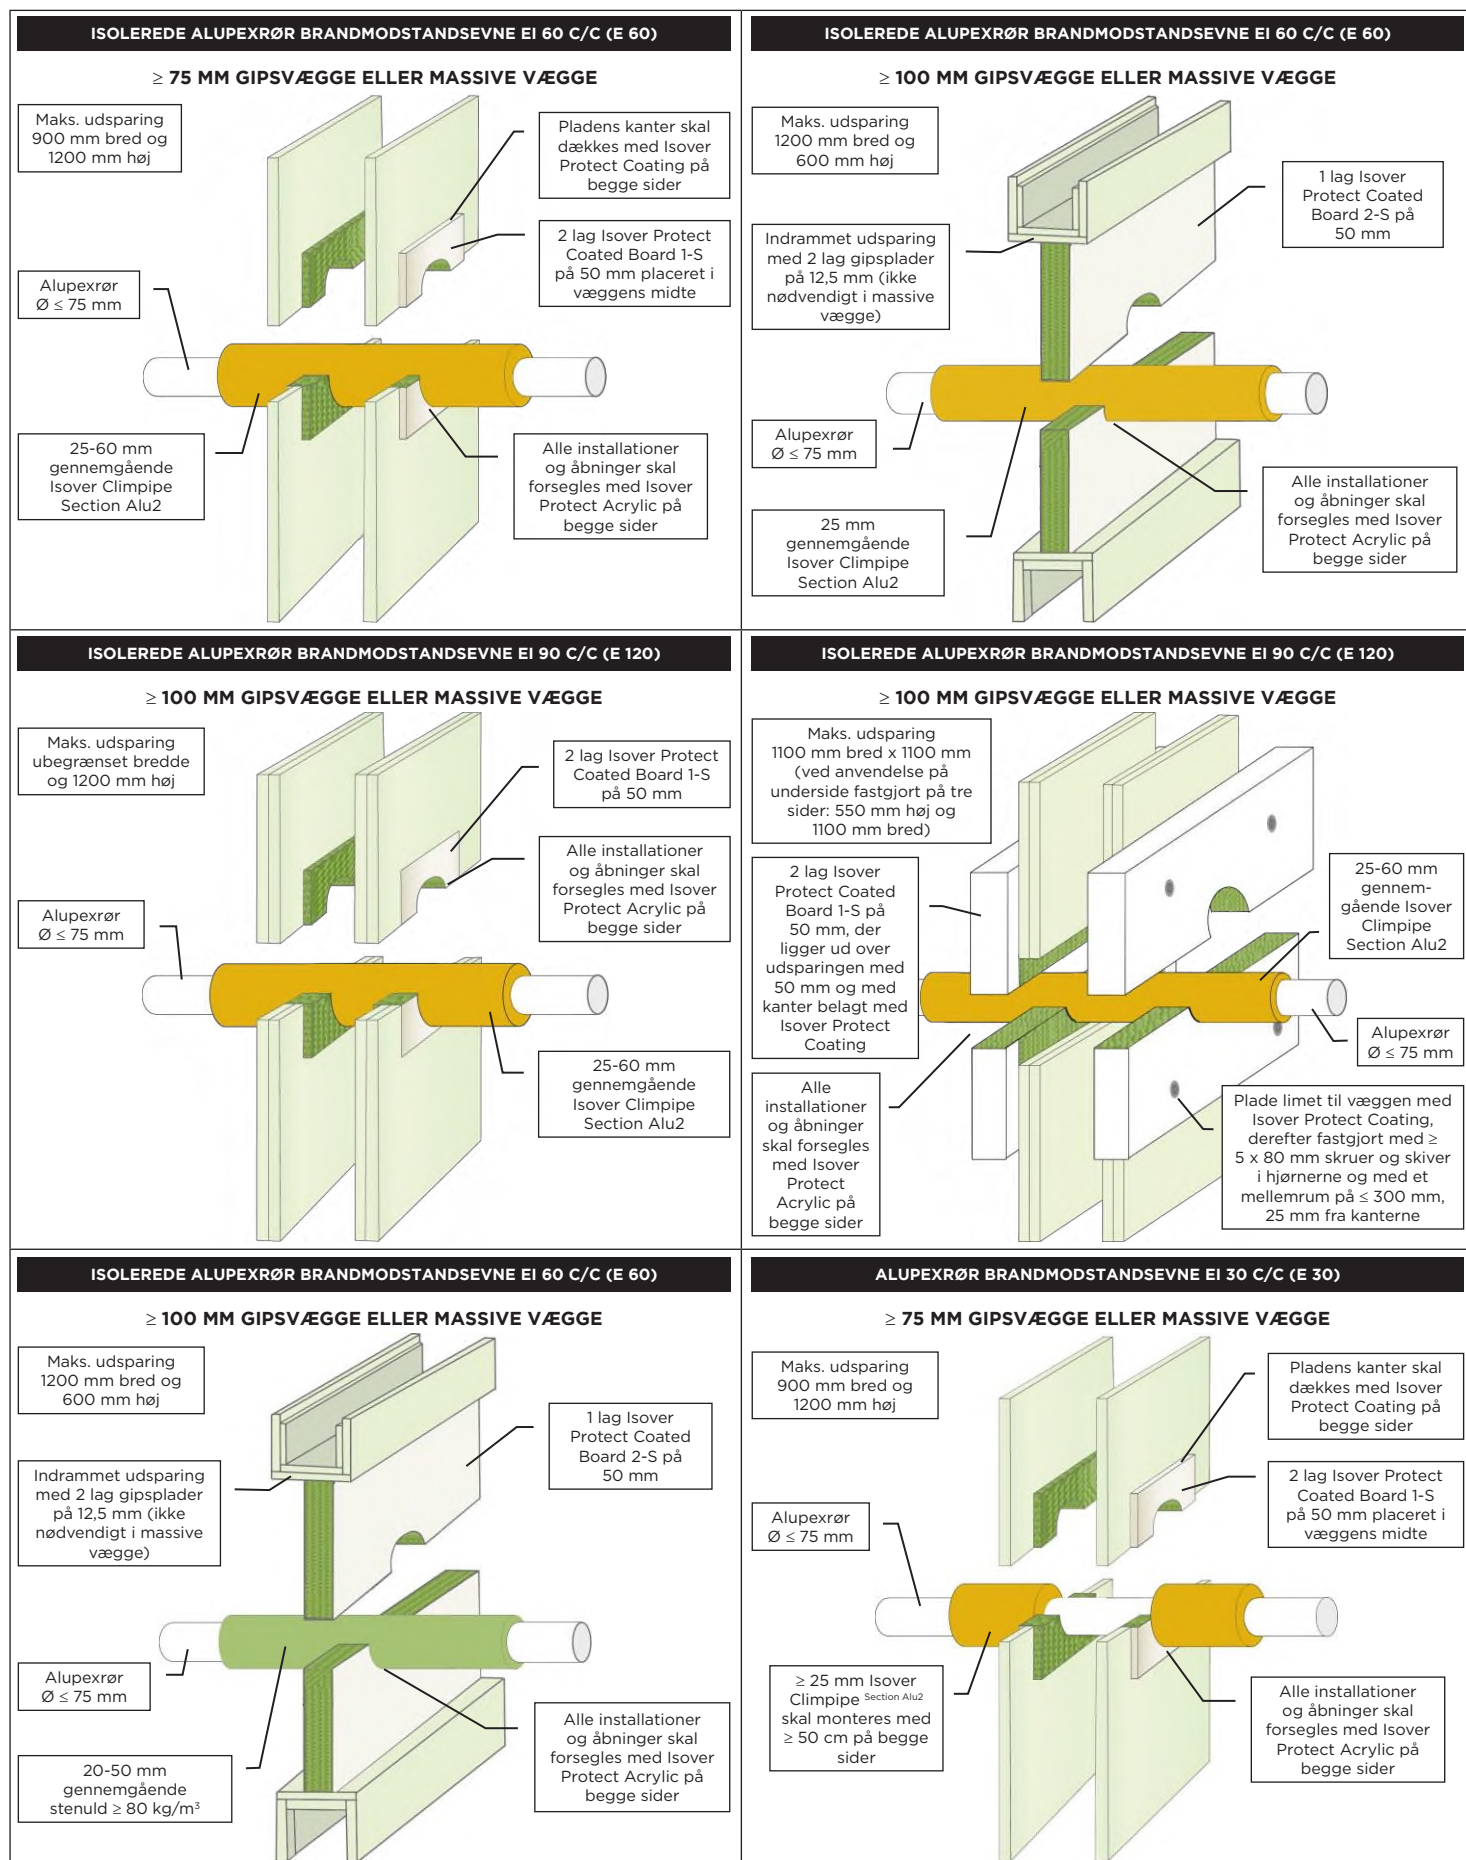 ISOLEREDE ALUPEXRØR BRANDMODSTANDSEVNE EI 60 C/C (E 60)
≥ 75 MM GIPSVÆGGE ELLER MASSIVE VÆGGE
Maks. udsparing
900 mm bred og
1200 mm høj
Pladens kanter skal
dækkes med Isover
Protect Coating på
begge sider
2 lag Isover Protect
Coated Board 1-S
på 50 mm placeret i
væggens midte
Alupexrør
Ø ≤ 75 mm
25-60 mm
gennemgående
Isover Climpipe
Section Alu2
Alle installationer
og åbninger skal
forsegles med Isover
Protect Acrylic på
begge sider
ISOLEREDE ALUPEXRØR BRANDMODSTANDSEVNE EI 60 C/C (E 60)
≥ 100 MM GIPSVÆGGE ELLER MASSIVE VÆGGE
Maks. udsparing
1200 mm bred og
600 mm høj
1 lag Isover
Protect Coated
Board 2-S på
50 mm
Indrammet udsparing
med 2 lag gipsplader
på 12,5 mm (ikke
nødvendigt i massive
vægge)
Alupexrør
Ø ≤ 75 mm
25 mm
gennemgående
Isover Climpipe
Section Alu2
Alle installationer
og åbninger skal
forsegles med Isover
Protect Acrylic på
begge sider
ISOLEREDE ALUPEXRØR BRANDMODSTANDSEVNE EI 90 C/C (E 120)
≥ 100 MM GIPSVÆGGE ELLER MASSIVE VÆGGE
Maks. udsparing
ubegrænset bredde
og 1200 mm høj
2 lag Isover Protect
Coated Board 1-S
på 50 mm
Alle installationer
og åbninger skal
forsegles med Isover
Protect Acrylic på
begge sider
Alupexrør
Ø ≤ 75 mm
25-60 mm
gennemgående
Isover Climpipe
Section Alu2
ISOLEREDE ALUPEXRØR BRANDMODSTANDSEVNE EI 90 C/C (E 120)
≥ 100 MM GIPSVÆGGE ELLER MASSIVE VÆGGE
Maks. udsparing
1100 mm bred x 1100 mm
(ved anvendelse på
underside fastgjort på tre
sider: 550 mm høj og
1100 mm bred)
2 lag Isover
Protect Coated
Board 1-S på
50 mm, der
ligger ud over
udsparingen med
50 mm og med
kanter belagt med
Isover Protect
Coating
25-60 mm
gennem-
gående Isover
Climpipe
Section Alu2
Alupexrør
Ø ≤ 75 mm
Alle
installationer
og åbninger
skal forsegles
med Isover
Protect
Acrylic på
begge sider
Plade limet til væggen med
Isover Protect Coating,
derefter fastgjort med ≥
5 x 80 mm skruer og skiver
i hjørnerne og med et
mellemrum på ≤ 300 mm,
25 mm fra kanterne
ISOLEREDE ALUPEXRØR BRANDMODSTANDSEVNE EI 60 C/C (E 60)
≥ 100 MM GIPSVÆGGE ELLER MASSIVE VÆGGE
Maks. udsparing
1200 mm bred og
600 mm høj
1 lag Isover
Protect Coated
Board 2-S på
50 mm
Indrammet udsparing
med 2 lag gipsplader
på 12,5 mm (ikke
nødvendigt i massive
vægge)
Alupexrør
Ø ≤ 75 mm
20-50 mm
gennemgående
stenuld ≥ 80 kg/m³
Alle installationer
og åbninger skal
forsegles med Isover
Protect Acrylic på
begge sider
ALUPEXRØR BRANDMODSTANDSEVNE EI 30 C/C (E 30)
≥ 75 MM GIPSVÆGGE ELLER MASSIVE VÆGGE
Maks. udsparing
900 mm bred og
1200 mm høj
Pladens kanter skal
dækkes med Isover
Protect Coating på
begge sider
2 lag Isover Protect
Coated Board 1-S
på 50 mm placeret i
væggens midte
Alupexrør
Ø ≤ 75 mm
≥ 25 mm Isover
Climpipe Section Alu2
skal monteres med
≥ 50 cm på begge
sider
Alle installationer
og åbninger skal
forsegles med Isover
Protect Acrylic på
begge sider